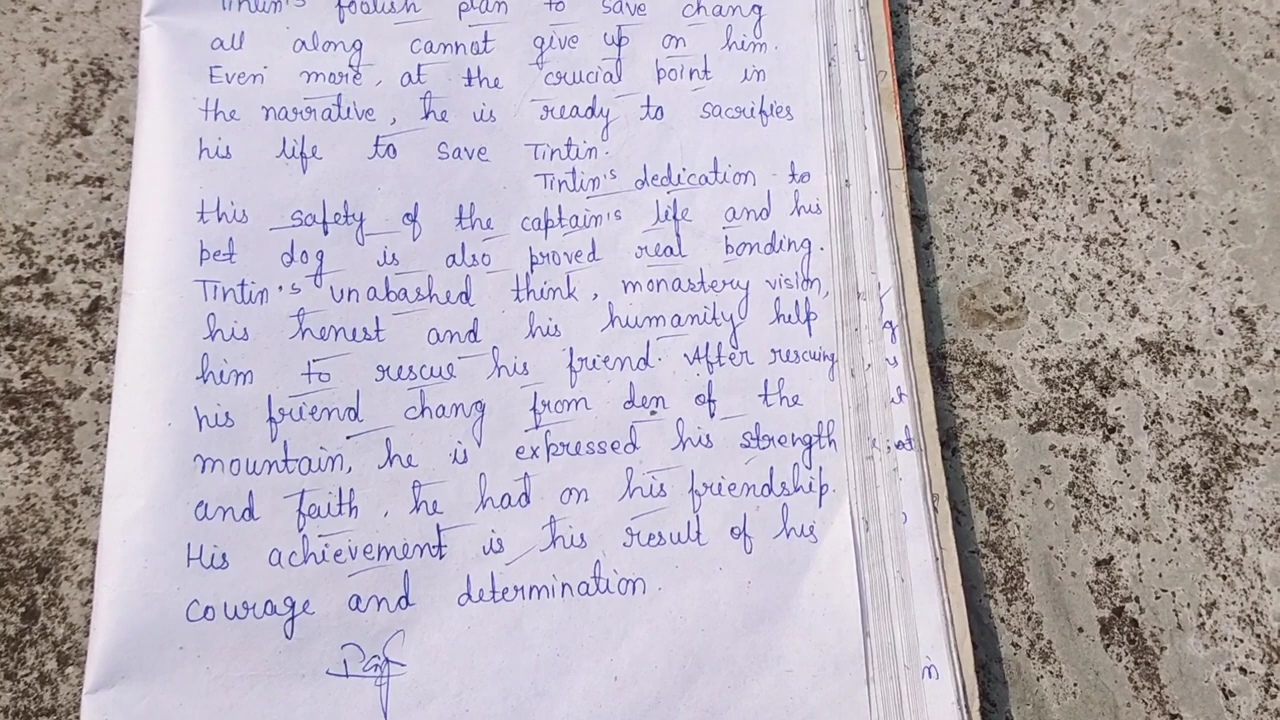 Tintin's foolish plan to save chang
all along cannot give up on him.
Even more, at the crucial point in
the narrative, he is ready to sacrifies
his life to save Tintin.
Tintin's dedication to
this safety of the captain's life and his
pet dog is also proved real bonding.
Tintin's unabashed think, monastery vision,
his honest and his humanity help
him to rescue his friend. After rescuing
his friend chang from den of the
mountain, he is expressed his strength
and faith, he had on his friendship.
His achievement is this result of his
courage and determination.